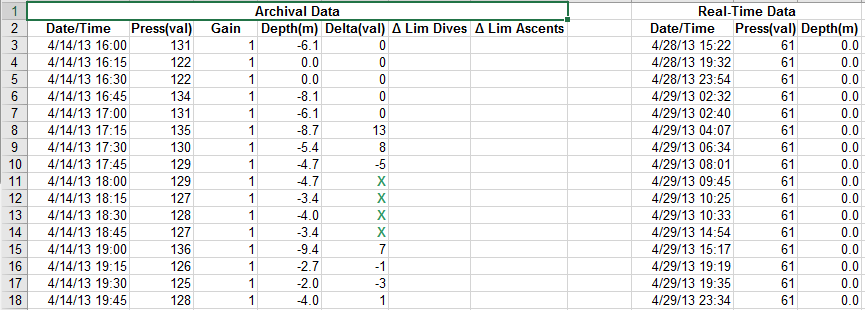 1 Archival Data Real-Time Data
2 Date/Time Press(val) Gain Depth(m) Delta(val) Δ Lim Dives Δ Lim Ascents Date/Time Press(val) Depth(m)
3 4/14/13 16:00 131 1 -6.1 0 4/28/13 15:22 61 0.0
4 4/14/13 16:15 122 1 0.0 0 4/28/13 19:32 61 0.0
5 4/14/13 16:30 122 1 0.0 0 4/28/13 23:54 61 0.0
6 4/14/13 16:45 134 1 -8.1 0 4/29/13 02:32 61 0.0
7 4/14/13 17:00 131 1 -6.1 0 4/29/13 02:40 61 0.0
8 4/14/13 17:15 135 1 -8.7 13 4/29/13 04:07 61 0.0
9 4/14/13 17:30 130 1 -5.4 8 4/29/13 06:34 61 0.0
10 4/14/13 17:45 129 1 -4.7 -5 4/29/13 08:01 61 0.0
11 4/14/13 18:00 129 1 -4.7 X 4/29/13 09:45 61 0.0
12 4/14/13 18:15 127 1 -3.4 X 4/29/13 10:25 61 0.0
13 4/14/13 18:30 128 1 -4.0 X 4/29/13 10:33 61 0.0
14 4/14/13 18:45 127 1 -3.4 X 4/29/13 14:54 61 0.0
15 4/14/13 19:00 136 1 -9.4 7 4/29/13 15:17 61 0.0
16 4/14/13 19:15 126 1 -2.7 -1 4/29/13 19:19 61 0.0
17 4/14/13 19:30 125 1 -2.0 -3 4/29/13 19:35 61 0.0
18 4/14/13 19:45 128 1 -4.0 1 4/29/13 23:34 61 0.0